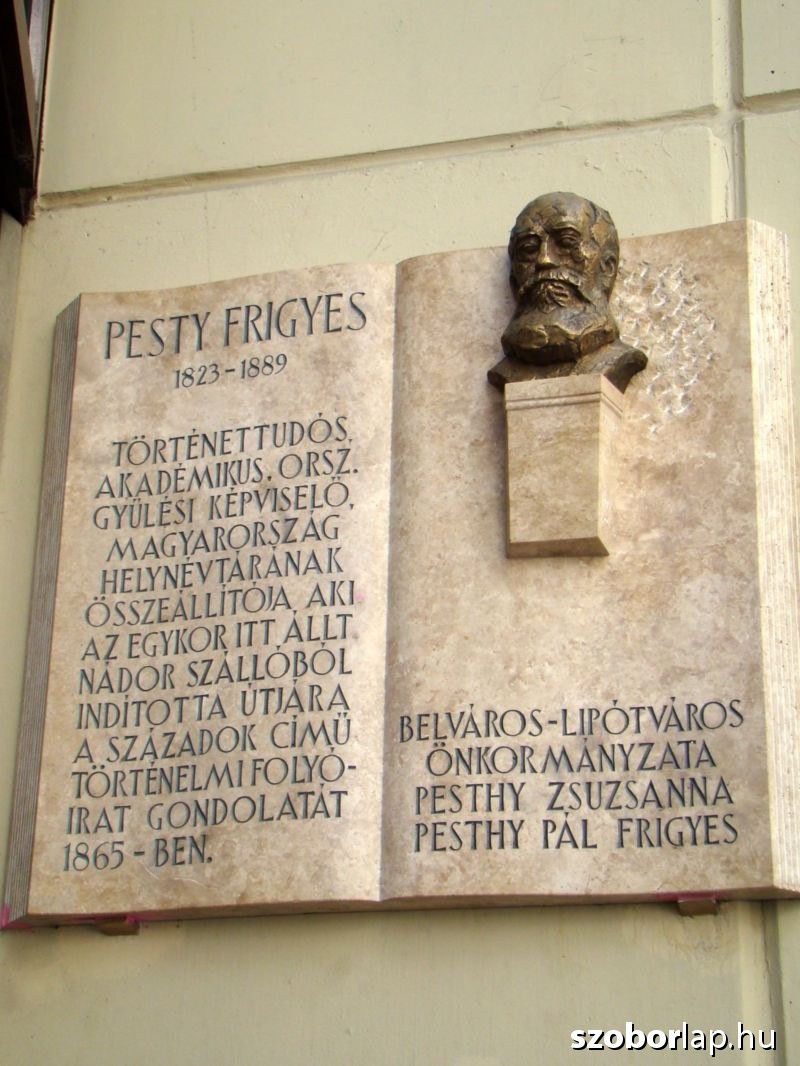 PESTY FRIGYES
1823-1889
TÖRTÉNETTUDÓS,
AKADÉMIKUS, ORSZ.
GYŰLÉSI KÉPVISELŐ,
MAGYARORSZÁG
HELYNÉVTÁRÁNAK
ÖSSZEÁLLÍTÓJA, AKI
AZ EGYKOR ITT ÁLLT
NÁDOR SZÁLLÓBÓL
INDÍTOTTA ÚTJÁRA
A SZÁZADOK CÍMŰ
TÖRTÉNELMI FOLYÓ-
IRAT GONDOLATÁT
1865-BEN.
BELVÁROS-LIPÓTVÁROS
ÖNKORMÁNYZATA
PESTHY ZSUZSANNA
PESTHY PÁL FRIGYES
szoborlap.hu